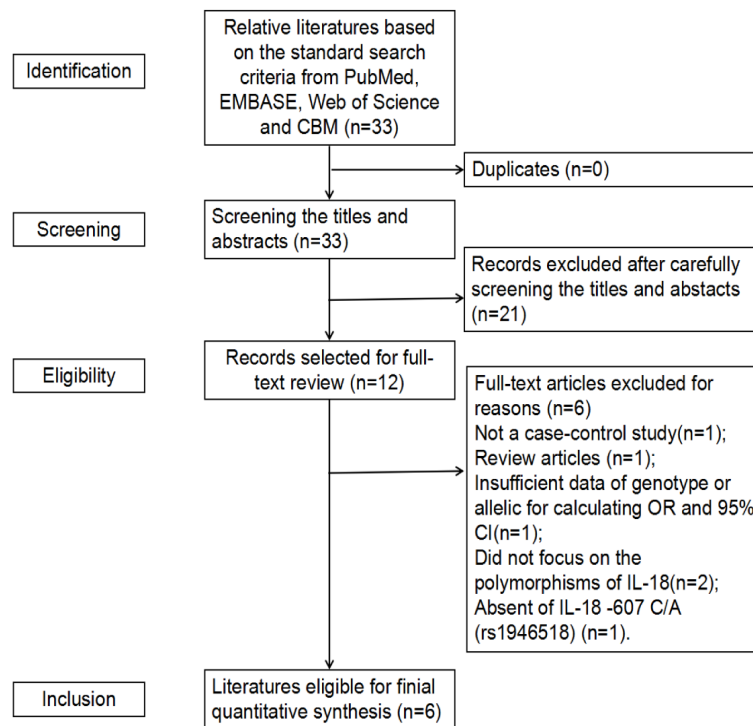 Relative literatures based
on the standard search
criteria from PubMed,
EMBASE, Web of Science
and CBM (n=33)
Identification
Duplicates (n=0)
Screening
Screening the titles and
abstracts (n=33)
Records excluded after carefully
screening the titles and abstacts
(n=21)
Eligibility
Records selected for full-
text review (n=12)
Full-text articles excluded for
reasons (n=6)
Not a case-control study(n=1);
Review articles (n=1);
Insufficient data of genotype or
allelic for calculating OR and 95%
CI(n=1);
Did not focus on the
polymorphisms of IL-18(n=2);
Absent of IL-18 -607 C/A
(rs1946518) (n=1).
Inclusion
Literatures eligible for finial
quantitative synthesis (n=6)